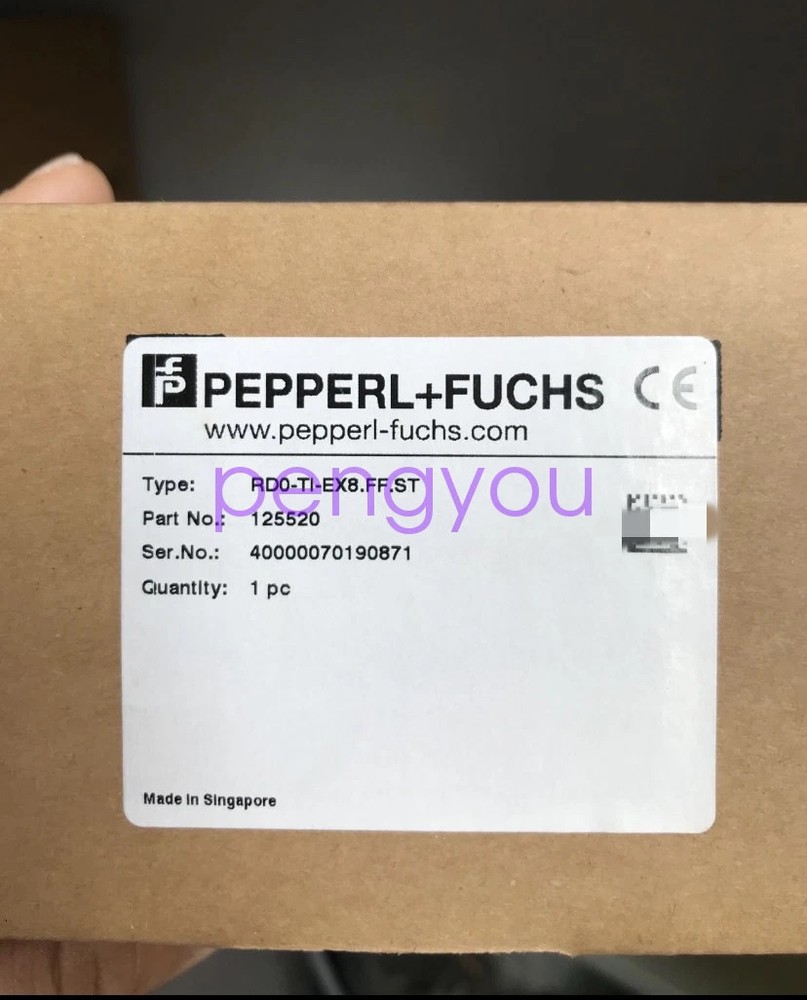 PEPPERL+FUCHS CE
www.pepperl-fuchs.com
Type: RD0-TI-EX8.FF.ST
pengyou
Part No.: 125520
Ser.No.: 40000070190871
Quantity: 1 pc
Made in Singapore